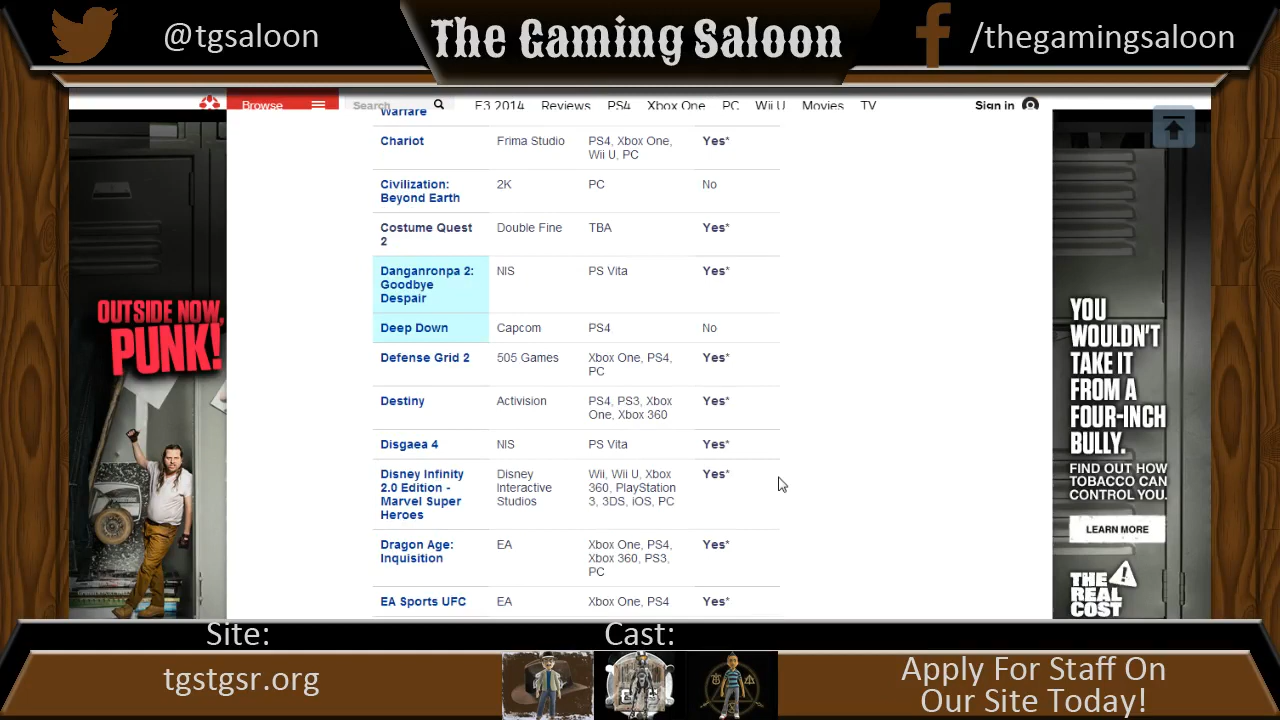 @tgsaloon
The Gaming Saloon
/thegamingsaloon
Browse
Search
E3 2014 Reviews PS4 Xbox One PC Wii U Movies TV
Sign in
Warfare
Chariot Frima Studio PS4, Xbox One, Yes*
Wii U, PC
Civilization: 2K PC No
Beyond Earth
Costume Quest Double Fine TBA Yes*
2
Danganronpa 2: NIS PS Vita Yes*
Goodbye
Despair
Deep Down Capcom PS4 No
Defense Grid 2 505 Games Xbox One, PS4, Yes*
PC
Destiny Activision PS4, PS3, Xbox Yes*
One, Xbox 360
Disgaea 4 NIS PS Vita Yes*
Disney Infinity Disney Wii, Wii U, Xbox Yes*
2.0 Edition - Interactive 360, PlayStation
Marvel Super Studios 3, 3DS, iOS, PC
Heroes
Dragon Age: EA Xbox One, PS4, Yes*
Inquisition Xbox 360, PS3,
PC
EA Sports UFC EA Xbox One, PS4 Yes*
OUTSIDE NOW,
PUNK!
YOU
WOULDN'T
TAKE IT
FROM A
FOUR-INCH
BULLY.
FIND OUT HOW
TOBACCO CAN
CONTROL YOU.
LEARN MORE
THE
REAL
COST
Site:
tgstgsr.org
Cast:
Apply For Staff On
Our Site Today!